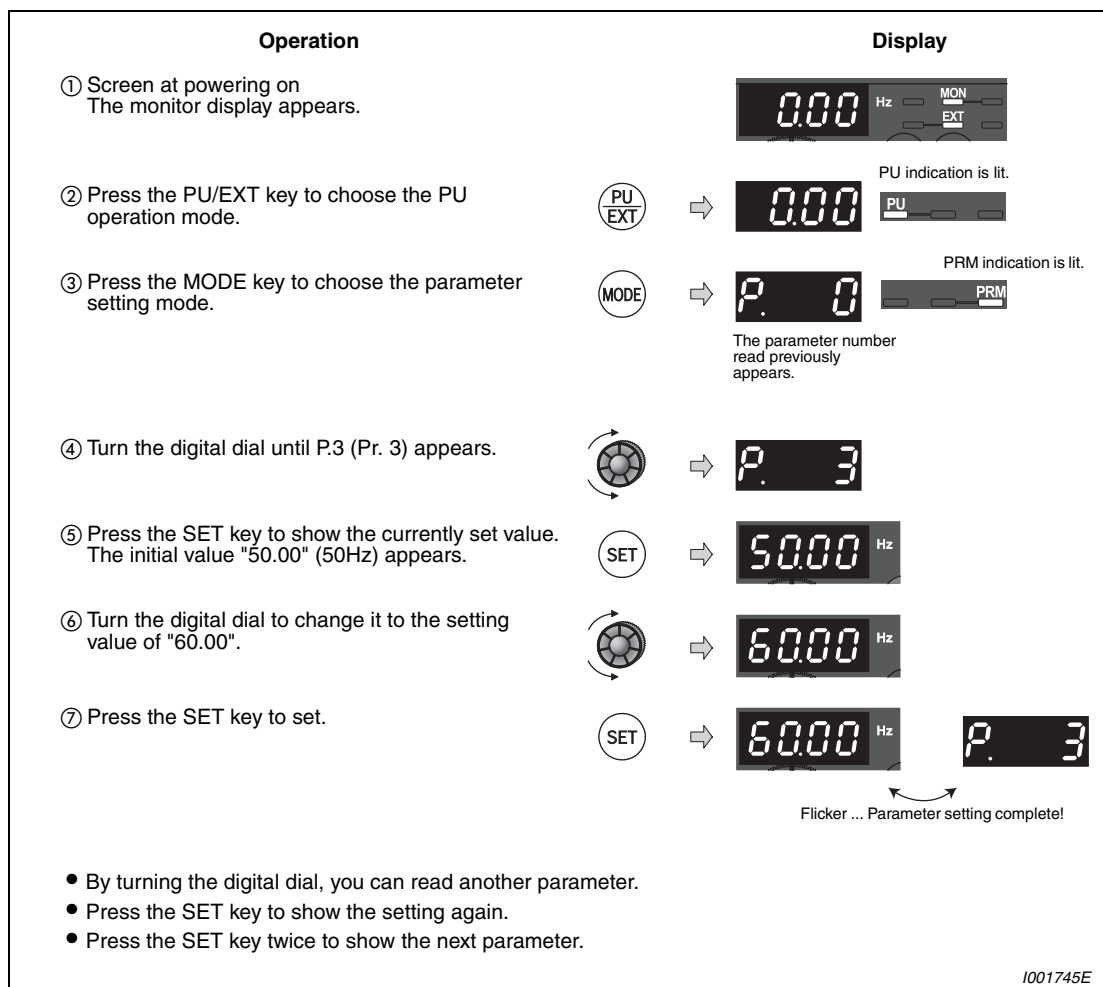 Operation
Display
① Screen at powering on
The monitor display appears.
0.00 Hz MON
EXT
② Press the PU/EXT key to choose the PU
operation mode.
PU
EXT
0.00
PU indication is lit.
PU
③ Press the MODE key to choose the parameter
setting mode.
MODE
P. 0
PRM indication is lit.
PRM
The parameter number
read previously
appears.
④ Turn the digital dial until P.3 (Pr. 3) appears.
P. 3
⑤ Press the SET key to show the currently set value.
The initial value "50.00" (50Hz) appears.
SET
50.00 Hz
⑥ Turn the digital dial to change it to the setting
value of "60.00".
60.00 Hz
⑦ Press the SET key to set.
SET
60.00 Hz
P. 3
Flicker ... Parameter setting complete!
• By turning the digital dial, you can read another parameter.
• Press the SET key to show the setting again.
• Press the SET key twice to show the next parameter.
I001745E